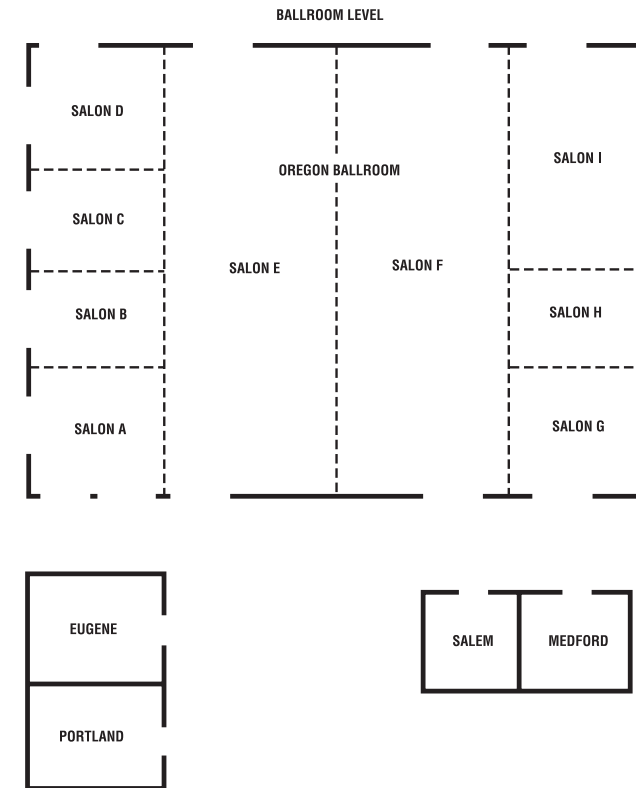 BALLROOM LEVEL
SALON D
SALON I
OREGON BALLROOM
SALON C
SALON E
SALON F
SALON B
SALON H
SALON A
SALON G
EUGENE
SALEM
MEDFORD
PORTLAND